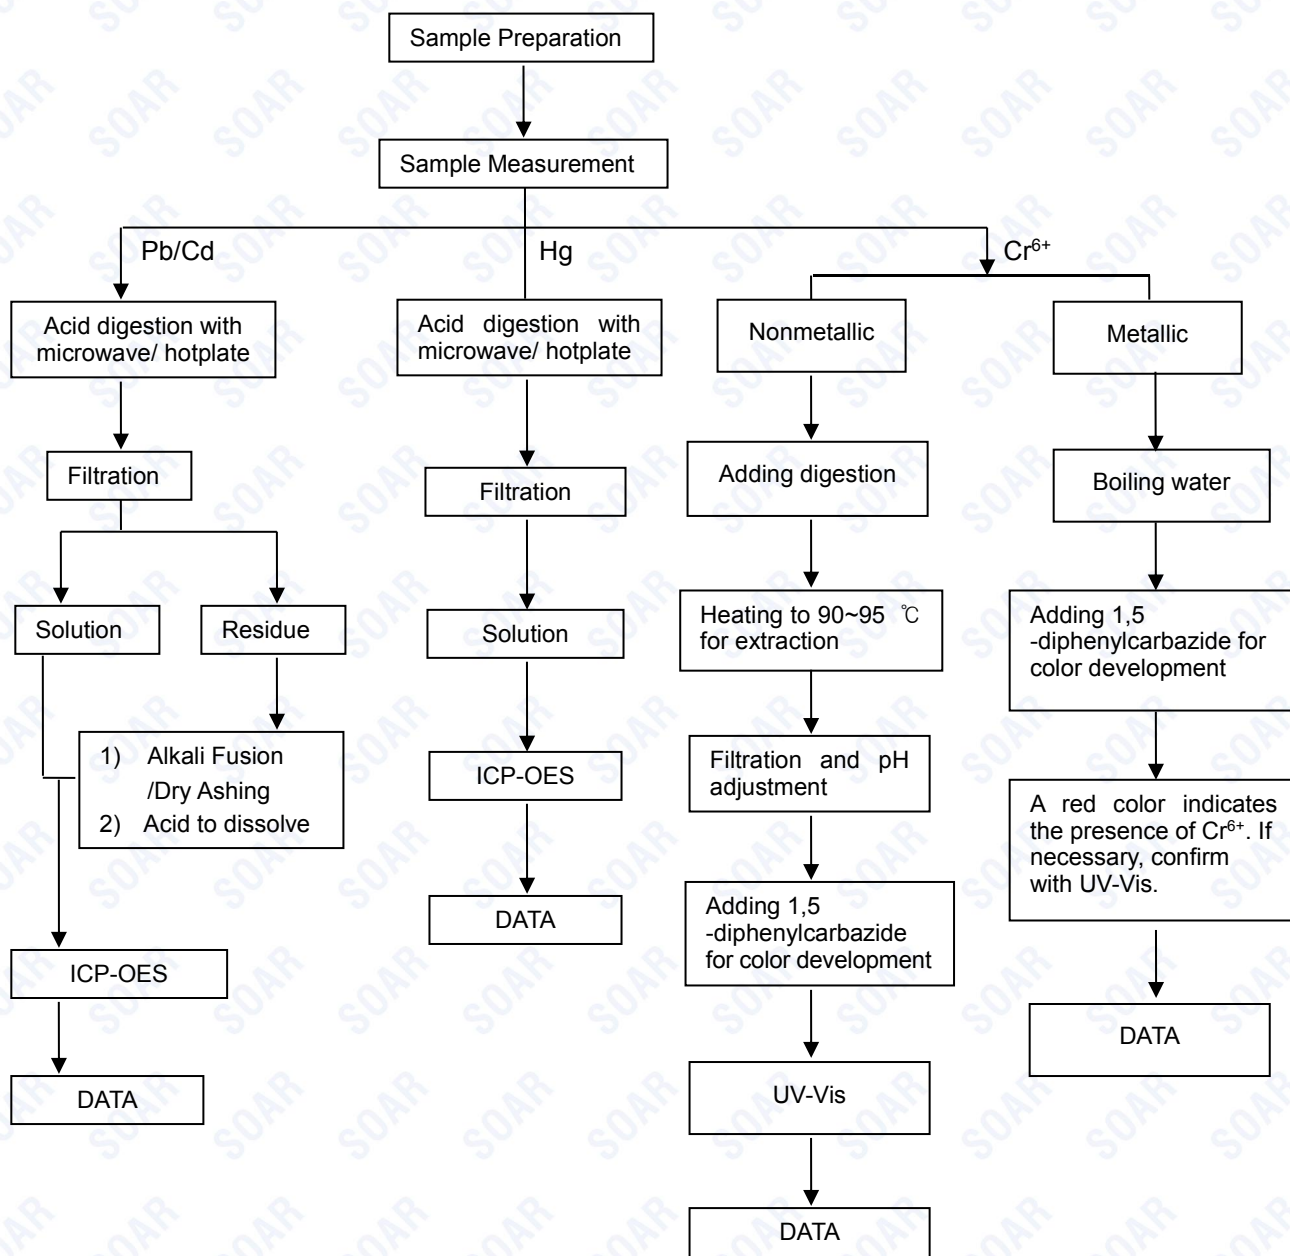 Sample Preparation
Sample Measurement
Pb/Cd
Hg
Cr⁶⁺
Acid digestion with
microwave/ hotplate
Filtration
Solution
Residue
1) Alkali Fusion
/Dry Ashing
2) Acid to dissolve
ICP-OES
DATA
Acid digestion with
microwave/ hotplate
Filtration
Solution
ICP-OES
DATA
Nonmetallic
Adding digestion
Heating to 90~95 ℃
for extraction
Filtration and pH
adjustment
Adding 1,5
-diphenylcarbazide
for color development
UV-Vis
DATA
Metallic
Boiling water
Adding 1,5
-diphenylcarbazide for
color development
A red color indicates
the presence of Cr⁶⁺. If
necessary, confirm
with UV-Vis.
DATA
SOAR